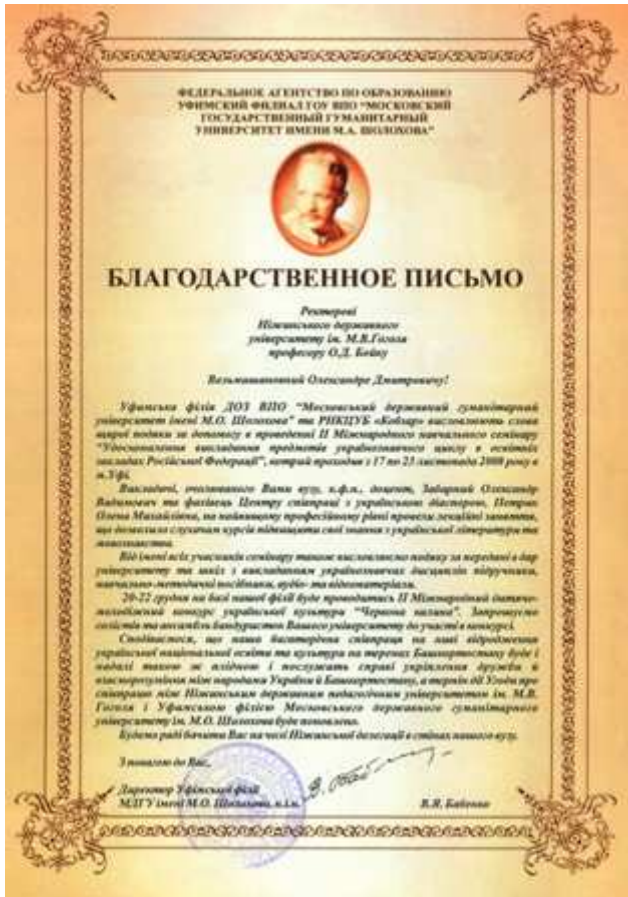 ФЕДЕРАЛЬНОЕ АГЕНТСТВО ПО ОБРАЗОВАНИЮ
УФИМСКИЙ ФИЛИАЛ ГОУ ВПО "МОСКОВСКИЙ
ГОСУДАРСТВЕННЫЙ ГУМАНИТАРНЫЙ
УНИВЕРСИТЕТ ИМЕНИ М.А. ШОЛОХОВА"
БЛАГОДАРСТВЕННОЕ ПИСЬМО
Ректорові
Ніжинського державного
університету ім. М.В.Гоголя
професору О.Д. Бойку
Вельмишановний Олександре Дмитровичу!
Уфимська філія ДОЗ ВПО "Московський державний гуманітарний
університет імені М.О. Шолохова" та РНКЦУБ «Кобзар» висловлюють слова
щирої подяки за допомогу в проведенні ІІ Міжнародного навчального семінару
"Удосконалення викладання предметів українознавчого циклу в освітніх
закладах Російської Федерації", котрий проходив з 17 по 23 листопада 2008 року в
м.Уфі.
Викладачі, очолюваного Вами вузу, к.ф.н., доцент, Забарний Олександр
Вадимович та фахівець Центру співпраці з українською діаспорою, Петрик
Олена Михайлівна, на найвищому професійному рівні провели лекційні заняття,
що дозволило слухачам курсів підвищити свої знання з української літератури та
мовознавства.
Від імені всіх учасників семінару також висловлюємо подяку за передані в дар
університету та шкіл з викладанням українознавчих дисциплін підручники,
навчально-методичні посібники, аудіо- та відеоматеріали.
20-22 грудня на базі нашої філії буде проводитись ІІ Міжнародний дитячо-
молодіжний конкурс української культури "Червона калина". Запрошуємо
солістів та ансамбль бандуристок Вашого університету до участі в конкурсі.
Сподіваємося, що наша багаторічна співпраця на ниві відродження
української національної освіти та культури на теренах Башкортостану буде і
надалі такою ж плідною і послужить справі укріплення дружби й
взаєморозуміння між народами України й Башкортостану, а термін дії Угоди про
співпрацю між Ніжинським державним педагогічним університетом ім. М.В.
Гоголя і Уфимською філією Московського державного гуманітарного
університету ім. М.О. Шолохова буде поновлено.
Будемо раді бачити Вас на чолі Ніжинської делегації в стінах нашого вузу.
З повагою до Вас,
Директор Уфимської філії
МДГУ імені М.О. Шолохова, к.і.н.
В.Я. Бабенко